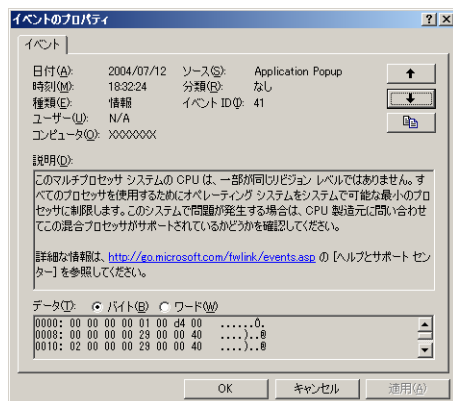 イベントのプロパティ
イベント
日付(A): 2004/07/12 ソース(S): Application Popup
時刻(M): 18:32:24 分類(R): なし
種類(E): 情報 イベント ID(I): 41
ユーザー(U): N/A
コンピュータ(O): XXXXXXXX
説明(D):
このマルチプロセッサ システムの CPU は、一部が同じリビジョン レベルではありません。す
べてのプロセッサを使用するためにオペレーティング システムをシステムで可能な最小のプロ
セッサに制限します。このシステムで問題が発生する場合は、CPU 製造元に問い合わせ
てこの混合プロセッサがサポートされているかどうかを確認してください。
詳細な情報は、http://go.microsoft.com/fwlink/events.asp の [ヘルプとサポート セン
ター] を参照してください。
データ(T): バイト(B) ワード(W)
0000: 00 00 00 00 01 00 d4 00 ......Ô.
0008: 00 00 00 00 29 00 00 40 ....)..@
0010: 02 00 00 00 29 00 00 40 ....)..@
OK キャンセル 適用(A)